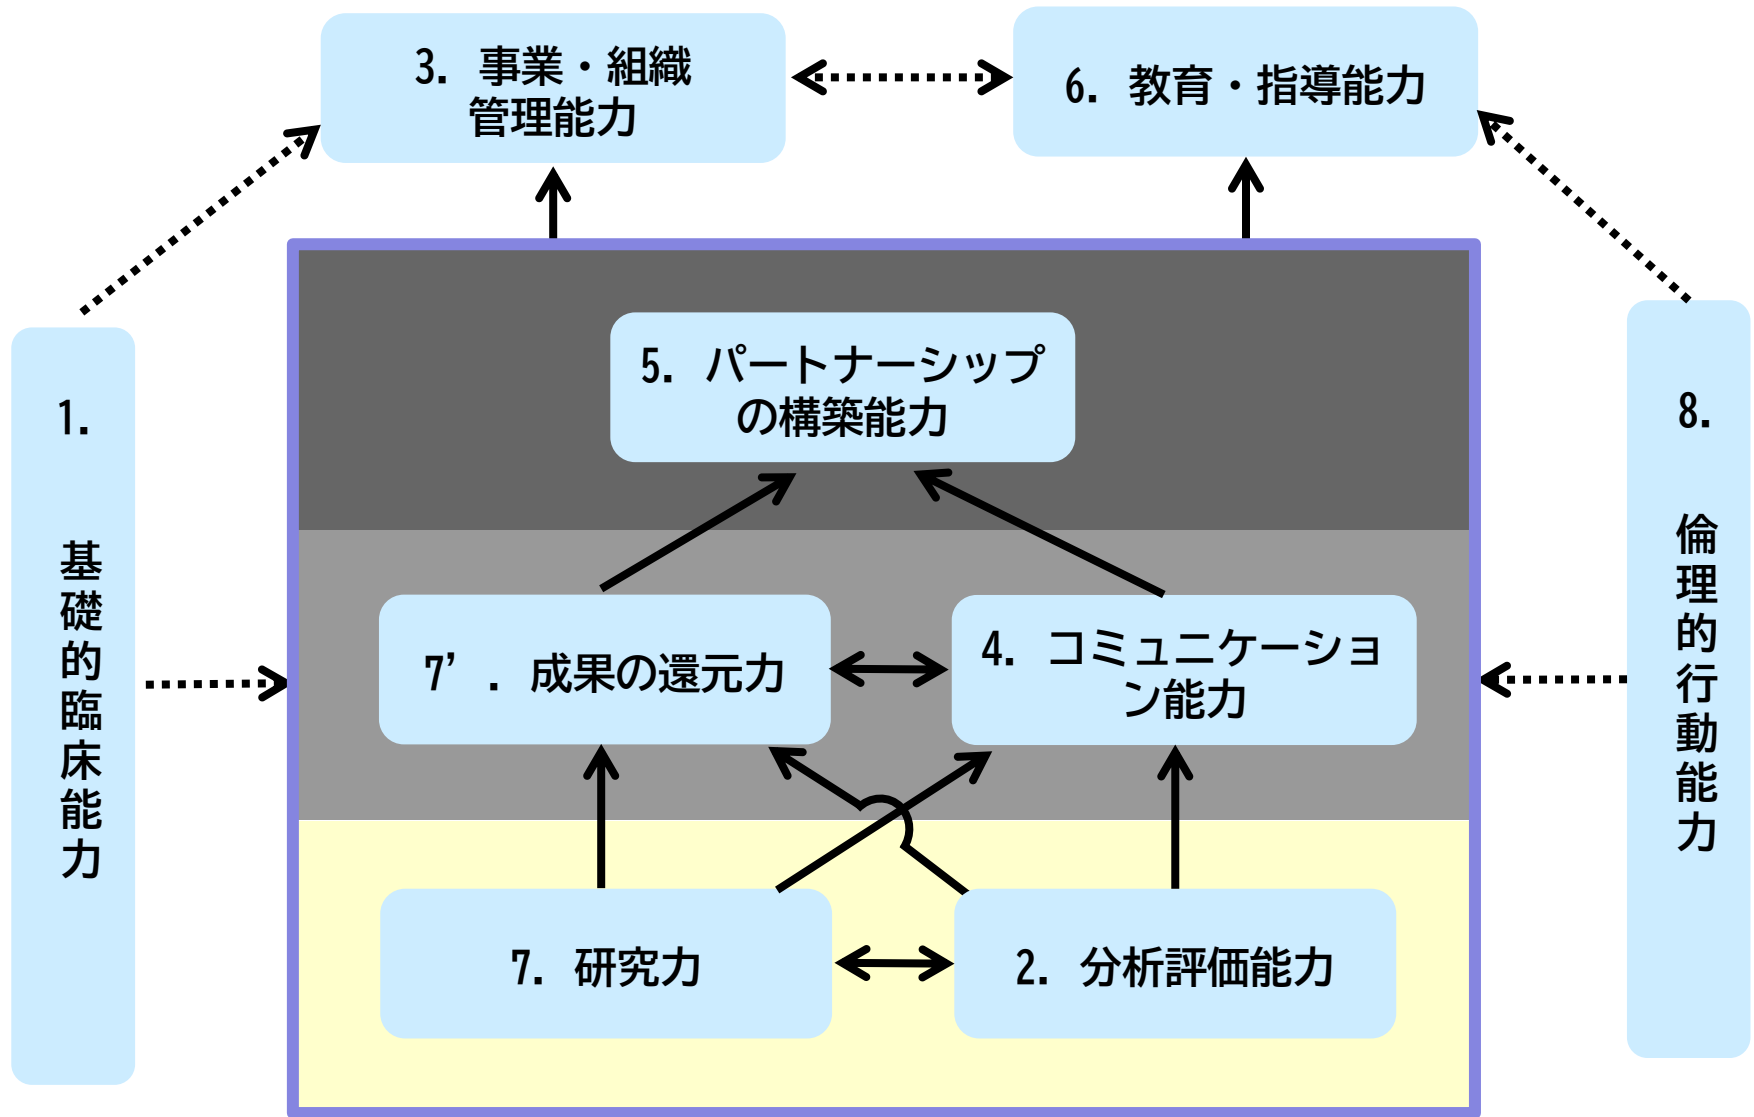 3. 事業・組織
管理能力
6. 教育・指導能力
5. パートナーシップ
の構築能力
1.
基礎的臨床能力
8.
倫理的行動能力
7’. 成果の還元力
4. コミュニケーショ
ン能力
7. 研究力
2. 分析評価能力